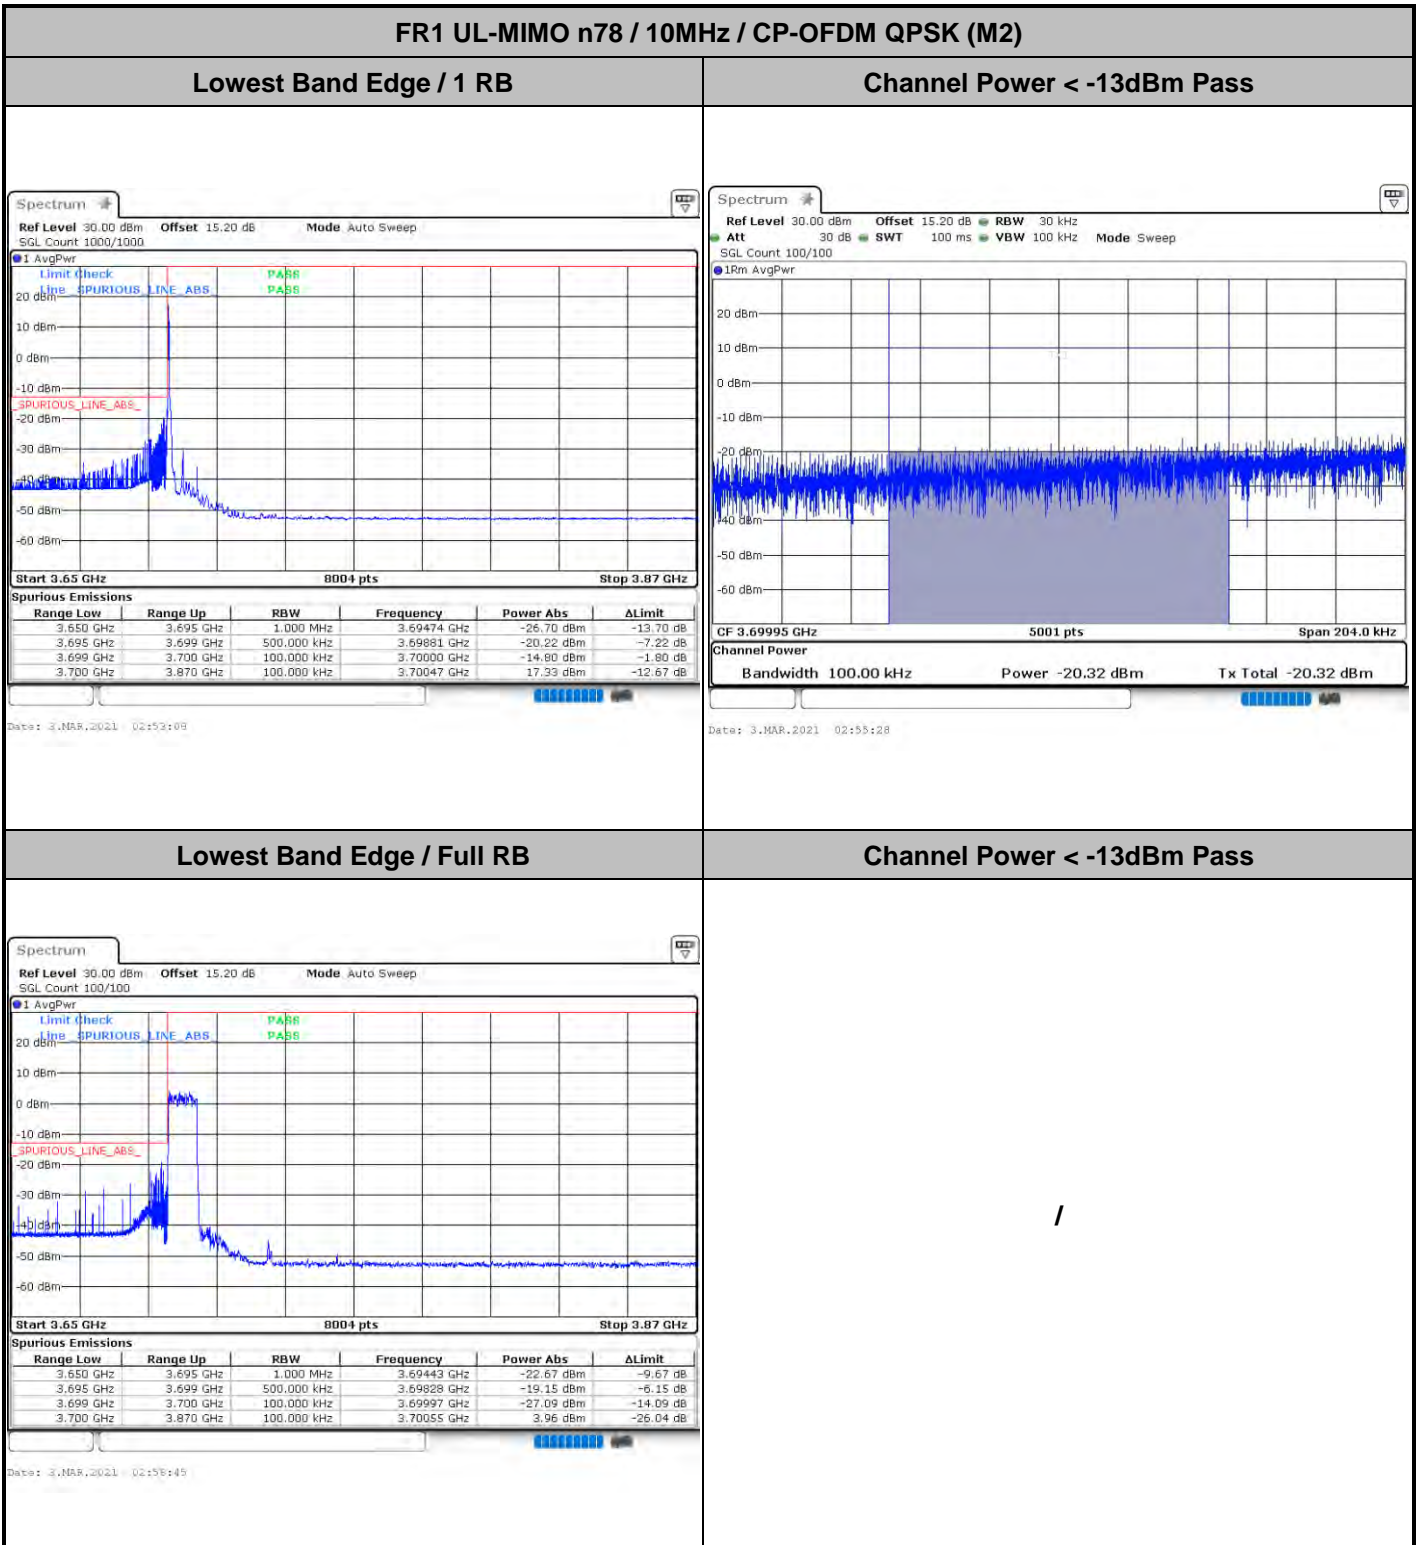 FR1 UL-MIMO n78 / 10MHz / CP-OFDM QPSK (M2)
Lowest Band Edge / 1 RB
Channel Power < -13dBm Pass
Spectrum
Ref Level 30.00 dBm Offset 15.20 dB Mode Auto Sweep
SGL Count 1000/1000
1 AvgPwr
Limit Check PASS
Line _SPURIOUS_LINE_ABS_ PASS
20 dBm
10 dBm
0 dBm
-10 dBm
_SPURIOUS_LINE_ABS_
-20 dBm
-30 dBm
-40 dBm
-50 dBm
-60 dBm
Start 3.65 GHz 8004 pts Stop 3.87 GHz
Spurious Emissions
Range Low Range Up RBW Frequency Power Abs ΔLimit
3.650 GHz 3.695 GHz 1.000 MHz 3.69474 GHz -26.70 dBm -13.70 dB
3.695 GHz 3.699 GHz 500.000 kHz 3.69881 GHz -20.22 dBm -7.22 dB
3.699 GHz 3.700 GHz 100.000 kHz 3.70000 GHz -14.80 dBm -1.80 dB
3.700 GHz 3.870 GHz 100.000 kHz 3.70047 GHz 17.33 dBm -12.67 dB
Date: 3.MAR.2021 02:53:08
Spectrum
Ref Level 30.00 dBm Offset 15.20 dB RBW 30 kHz
Att 30 dB SWT 100 ms VBW 100 kHz Mode Sweep
SGL Count 100/100
1Rm AvgPwr
20 dBm
10 dBm
0 dBm
-10 dBm
-20 dBm
-40 dBm
-50 dBm
-60 dBm
CF 3.69995 GHz 5001 pts Span 204.0 kHz
Channel Power
Bandwidth 100.00 kHz Power -20.32 dBm Tx Total -20.32 dBm
Date: 3.MAR.2021 02:55:28
Lowest Band Edge / Full RB
Channel Power < -13dBm Pass
Spectrum
Ref Level 30.00 dBm Offset 15.20 dB Mode Auto Sweep
SGL Count 100/100
1 AvgPwr
Limit Check PASS
Line _SPURIOUS_LINE_ABS_ PASS
20 dBm
10 dBm
0 dBm
-10 dBm
_SPURIOUS_LINE_ABS_
-20 dBm
-30 dBm
-40 dBm
-50 dBm
-60 dBm
Start 3.65 GHz 8004 pts Stop 3.87 GHz
Spurious Emissions
Range Low Range Up RBW Frequency Power Abs ΔLimit
3.650 GHz 3.695 GHz 1.000 MHz 3.69443 GHz -22.67 dBm -9.67 dB
3.695 GHz 3.699 GHz 500.000 kHz 3.69828 GHz -19.15 dBm -6.15 dB
3.699 GHz 3.700 GHz 100.000 kHz 3.69997 GHz -27.09 dBm -14.09 dB
3.700 GHz 3.870 GHz 100.000 kHz 3.70055 GHz 3.96 dBm -26.04 dB
Date: 3.MAR.2021 02:58:45
/